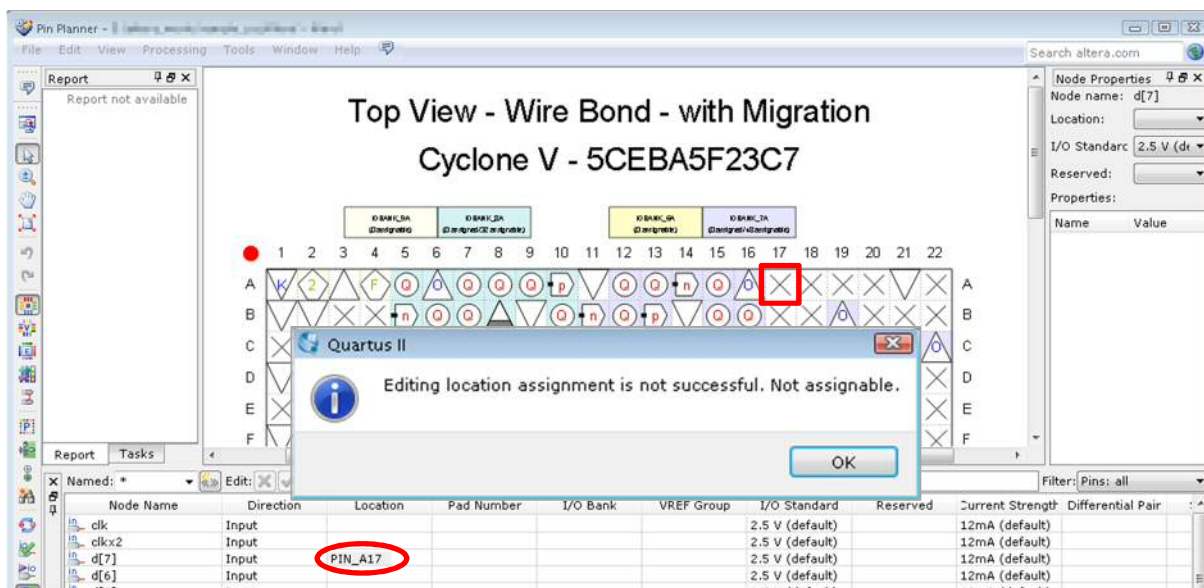 Pin Planner -
File Edit View Processing Tools Window Help
Search altera.com
Report
Report not available
Top View - Wire Bond - with Migration
Cyclone V - 5CEBA5F23C7
Node Properties
Node name: d[7]
Location:
I/O Standarc 2.5 V (de
Reserved:
Properties:
Name Value
1 2 3 4 5 6 7 8 9 10 11 12 13 14 15 16 17 18 19 20 21 22
A K 2 F Q O Q Q Q p Q Q n Q O A
B n Q Q Q n Q p Q Q O B
C O C
Quartus II
Editing location assignment is not successful. Not assignable.
OK
D D
E E
F F
Report Tasks
Named: * Edit: Filter: Pins: all
Node Name Direction Location Pad Number I/O Bank VREF Group I/O Standard Reserved Current Strength Differential Pair
clk Input 2.5 V (default) 12mA (default)
clkx2 Input 2.5 V (default) 12mA (default)
d[7] Input PIN_A17 2.5 V (default) 12mA (default)
d[6] Input 2.5 V (default) 12mA (default)